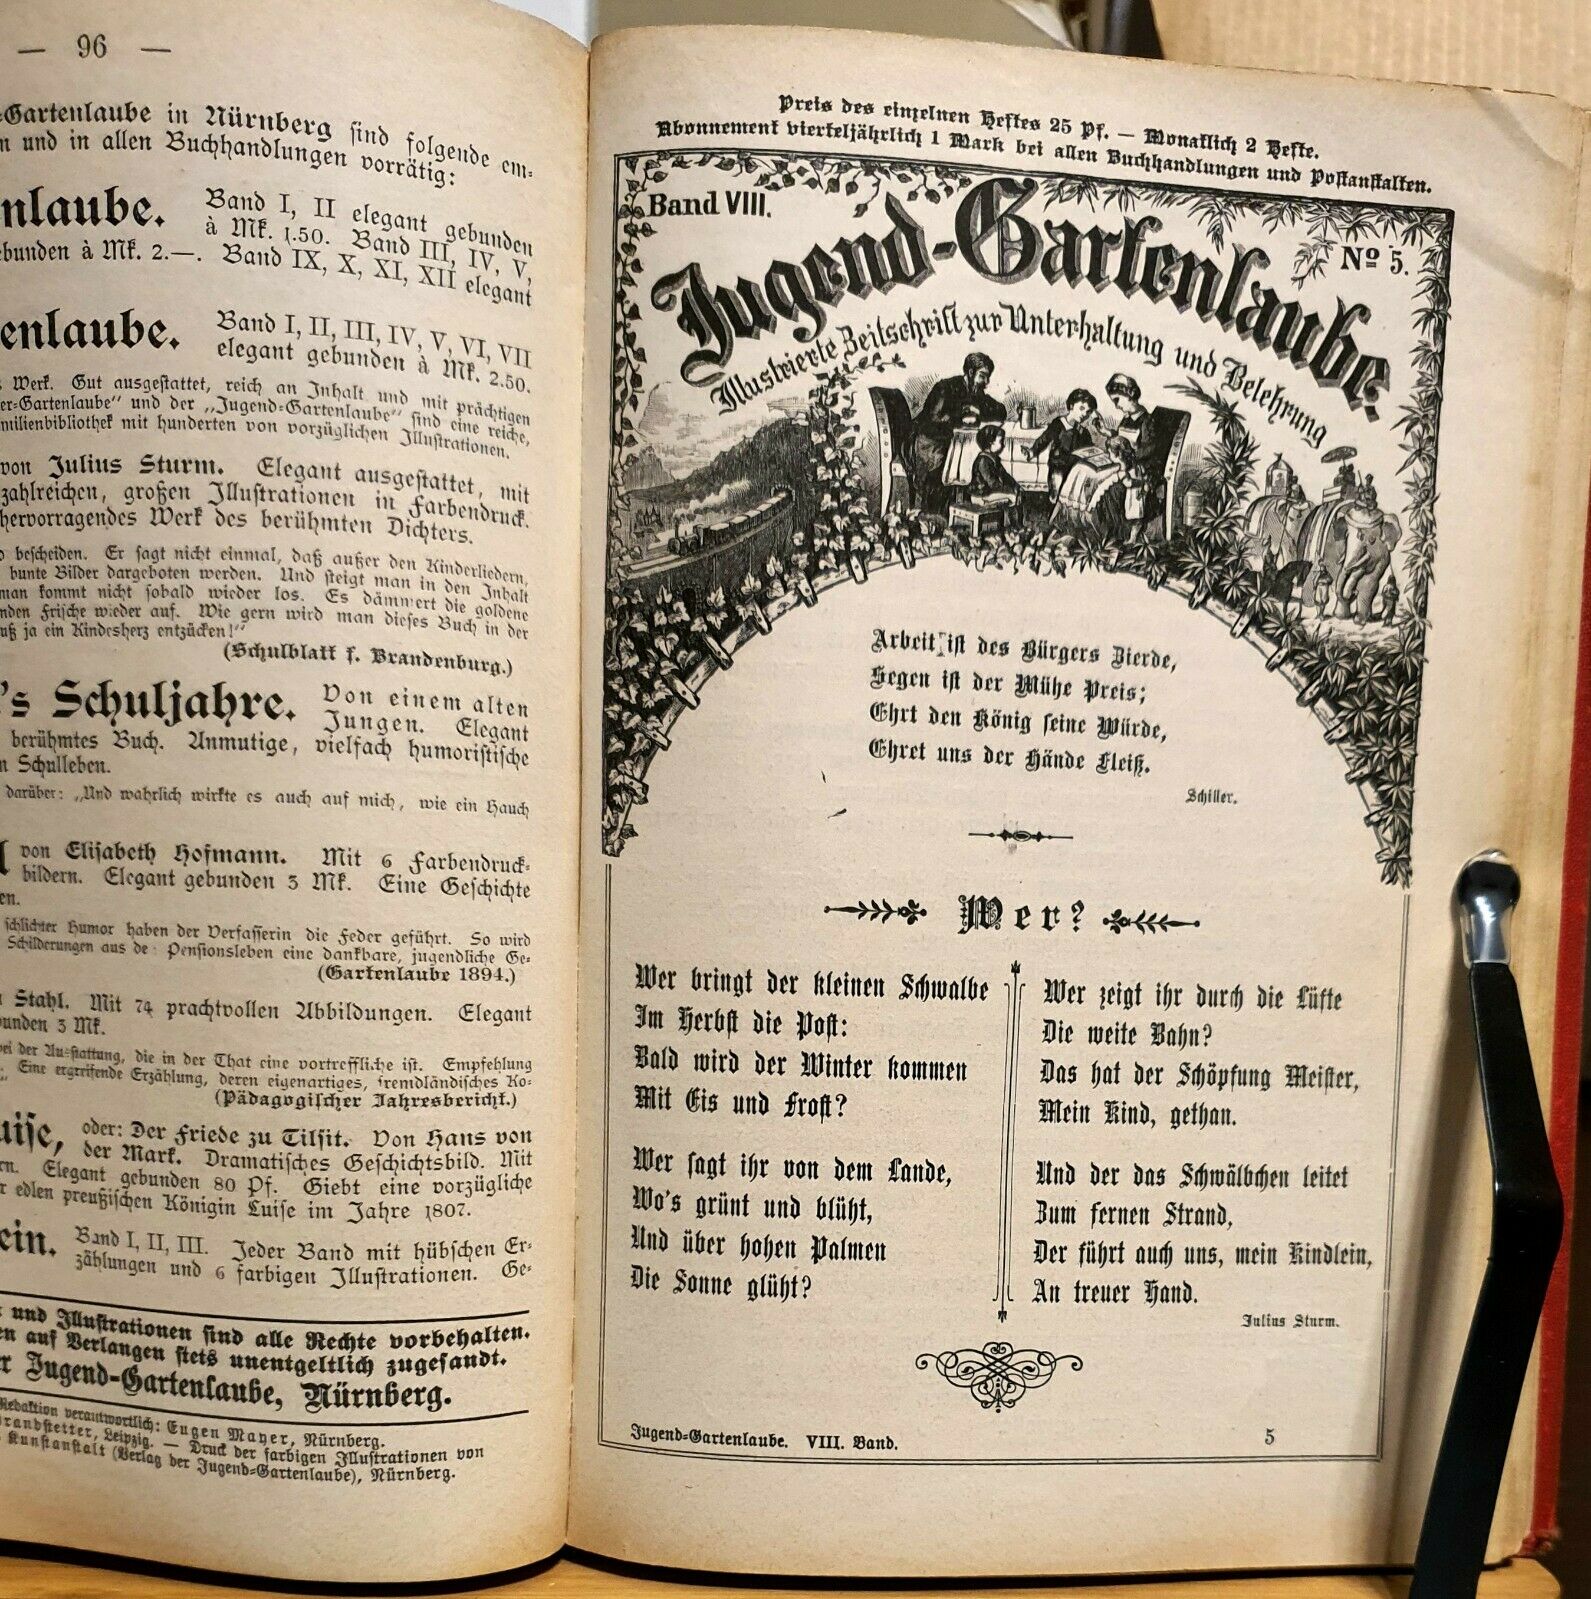 — 96 —
-Gartenlaube in Nürnberg sind folgende em-
n und in allen Buchhandlungen vorrätig:
nlaube. Band I, II elegant gebunden
à Mk. 1.50. Band III, IV, V,
ebunden à Mk. 2.—. Band IX, X, XI, XII elegant
enlaube. Band I, II, III, IV, V, VI, VII
elegant gebunden à Mk. 2.50.
Werk. Gut ausgestattet, reich an Inhalt und mit prächtigen
er-Gartenlaube“ und der „Jugend-Gartenlaube“ sind eine reiche,
amilienbibliothek mit hunderten von vorzüglichen Illustrationen.
von Julius Sturm. Elegant ausgestattet, mit
zahlreichen, großen Illustrationen in Farbendruck.
hervorragendes Werk des berühmten Dichters.
bescheiden. Er sagt nicht einmal, daß außer den Kinderliedern,
bunte Bilder dargeboten werden. Und steigt man in den Inhalt
man kommt nicht sobald wieder los. Es dämmert die goldene
nden Frische wieder auf. Wie gern wird man dieses Buch in der
uß ja ein Kindesherz entzücken!“
(Schulblatt f. Brandenburg.)
's Schuljahre. Von einem alten
Jungen. Elegant
berühmtes Buch. Anmutige, vielfach humoristische
n Schulleben.
darüber: „Und wahrlich wirkte es auch auf mich, wie ein Hauch
von Elisabeth Hofmann. Mit 6 Farbendruck-
bildern. Elegant gebunden 3 Mk. Eine Geschichte
en.
schlichter Humor haben der Verfasserin die Feder geführt. So wird
Schilderungen aus de Pensionsleben eine dankbare, jugendliche Ge-
(Gartenlaube 1894.)
Stahl. Mit 74 prachtvollen Abbildungen. Elegant
bunden 3 Mk.
bei der Ausstattung, die in der That eine vortreffliche ist. Empfehlung
Eine ergreifende Erzählung, deren eigenartiges, fremdländisches Ko-
(Pädagogischer Jahresbericht.)
uise, oder: Der Friede zu Tilsit. Von Hans von
der Mark. Dramatisches Geschichtsbild. Mit
rn. Elegant gebunden 80 Pf. Giebt eine vorzügliche
r edlen preußischen Königin Luise im Jahre 1807.
ein. Band I, II, III. Jeder Band mit hübschen Er-
zählungen und 6 farbigen Illustrationen. Ge-
und Illustrationen sind alle Rechte vorbehalten.
en auf Verlangen stets unentgeltlich zugesandt.
er Jugend-Gartenlaube, Nürnberg.
Redaktion verantwortlich: Eugen Mayer, Nürnberg.
Brandstetter, Leipzig. — Druck der farbigen Illustrationen von
Kunstanstalt (Verlag der Jugend-Gartenlaube), Nürnberg.
Preis des einzelnen Heftes 25 Pf. — Monatlich 2 Hefte.
Abonnement vierteljährlich 1 Mark bei allen Buchhandlungen und Postanstalten.
Band VIII.
No 5.
Jugend-Gartenlaube.
Illustrierte Zeitschrift zur Unterhaltung und Belehrung
Arbeit ist des Bürgers Zierde,
Segen ist der Mühe Preis;
Ehrt den König seine Würde,
Ehret uns der Hände Fleiß.
Schiller.
Wer?
Wer bringt der kleinen Schwalbe
Im Herbst die Post:
Bald wird der Winter kommen
Mit Eis und Frost?
Wer sagt ihr von dem Lande,
Wo's grünt und blüht,
Und über hohen Palmen
Die Sonne glüht?
Wer zeigt ihr durch die Lüfte
Die weite Bahn?
Das hat der Schöpfung Meister,
Mein Kind, gethan.
Und der das Schwälbchen leitet
Zum fernen Strand,
Der führt auch uns, mein Kindlein,
An treuer Hand.
Julius Sturm.
Jugend-Gartenlaube. VIII. Band.
5